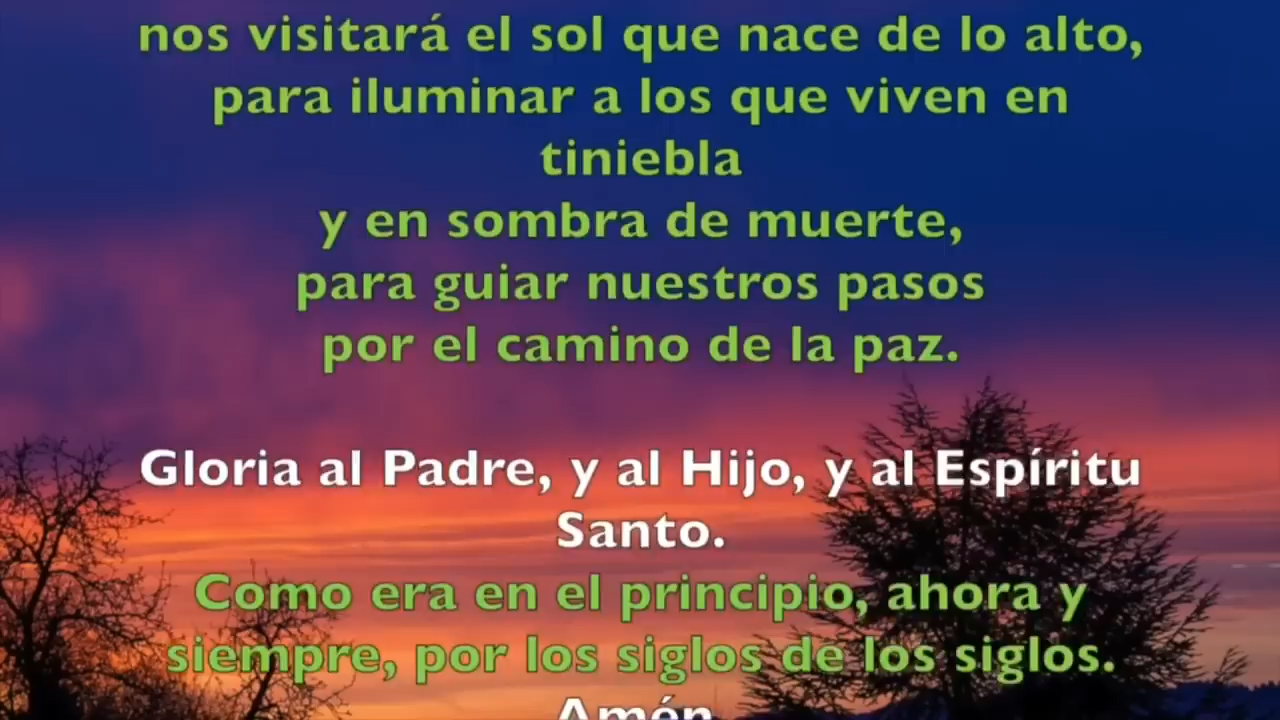 nos visitará el sol que nace de lo alto,
para iluminar a los que viven en
tiniebla
y en sombra de muerte,
para guiar nuestros pasos
por el camino de la paz.
Gloria al Padre, y al Hijo, y al Espíritu
Santo.
Como era en el principio, ahora y
siempre, por los siglos de los siglos.
Amén